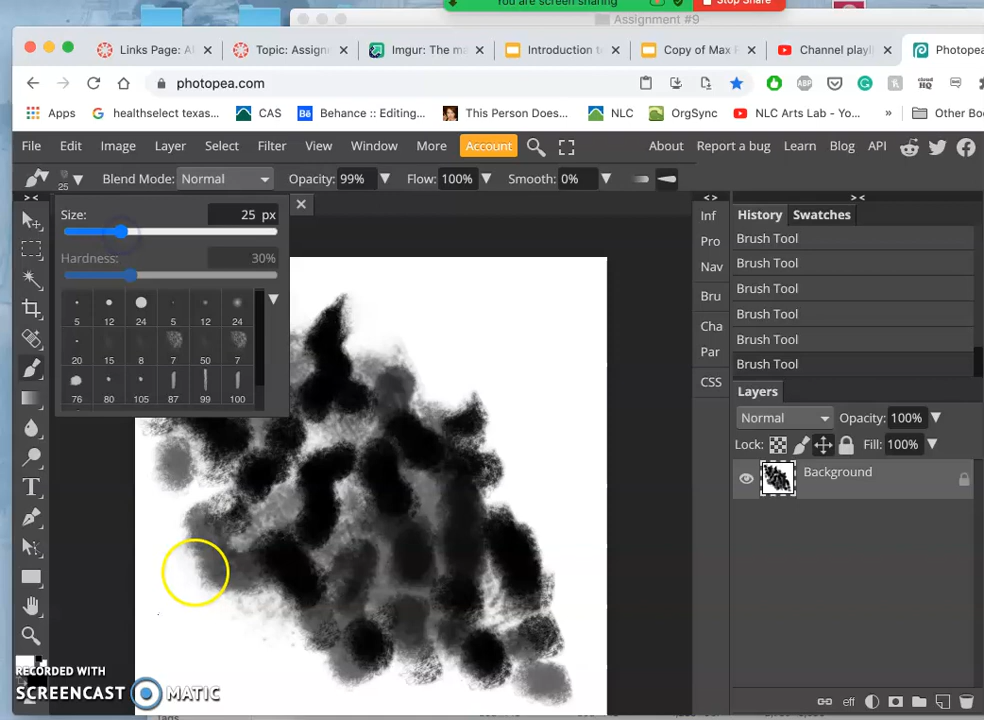 You are screen sharing
Stop Share
Assignment #9
Links Page: Al
Topic: Assign
Imgur: The ma
Introduction t
Copy of Max P
Channel playli
Photopea
photopea.com
Apps
healthselect texas...
CAS
Behance :: Editing...
This Person Does...
NLC
OrgSync
NLC Arts Lab - Yo...
»
Other Boo
File Edit Image Layer Select Filter View Window More Account About Report a bug Learn Blog API
25
Blend Mode: Normal Opacity: 99% Flow: 100% Smooth: 0%
> <
Size: 25 px
Hardness: 30%
5 12 24 5 12 24
20 15 8 7 50 7
76 80 105 87 99 100
< >
Inf
Pro
Nav
Bru
Cha
Par
CSS
> <
History Swatches
Brush Tool
Brush Tool
Brush Tool
Brush Tool
Brush Tool
Brush Tool
Layers
Normal Opacity: 100%
Lock: Fill: 100%
Background
eff
RECORDED WITH
SCREENCAST MATIC